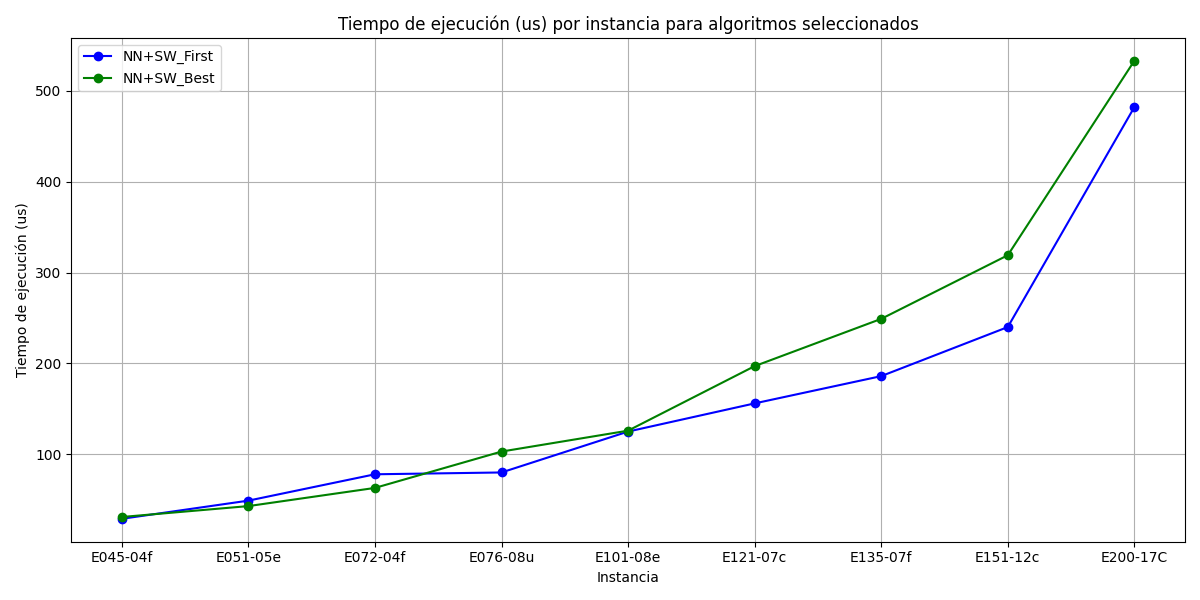 Tiempo de ejecución (us) por instancia para algoritmos seleccionados
NN+SW_First
NN+SW_Best
Tiempo de ejecución (us)
500
400
300
200
100
E045-04f E051-05e E072-04f E076-08u E101-08e E121-07c E135-07f E151-12c E200-17C
Instancia